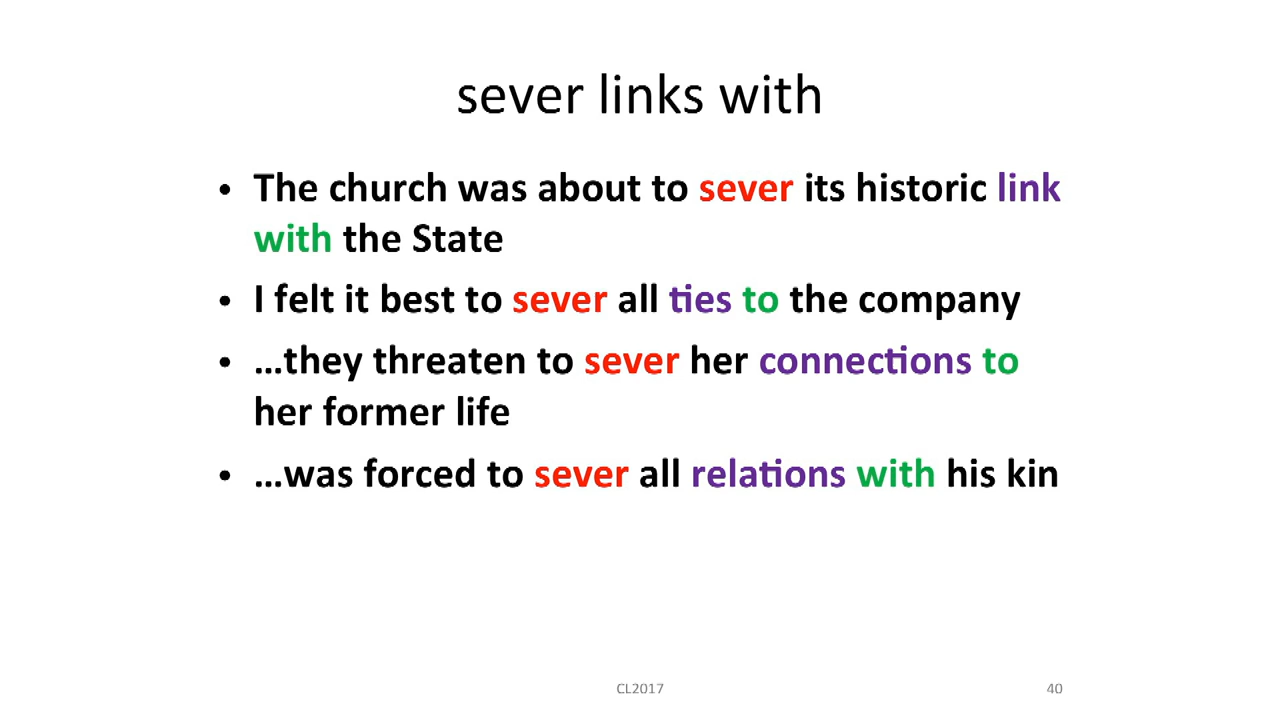 sever links with
• The church was about to sever its historic link
with the State
• I felt it best to sever all ties to the company
• …they threaten to sever her connections to
her former life
• …was forced to sever all relations with his kin
CL2017
40